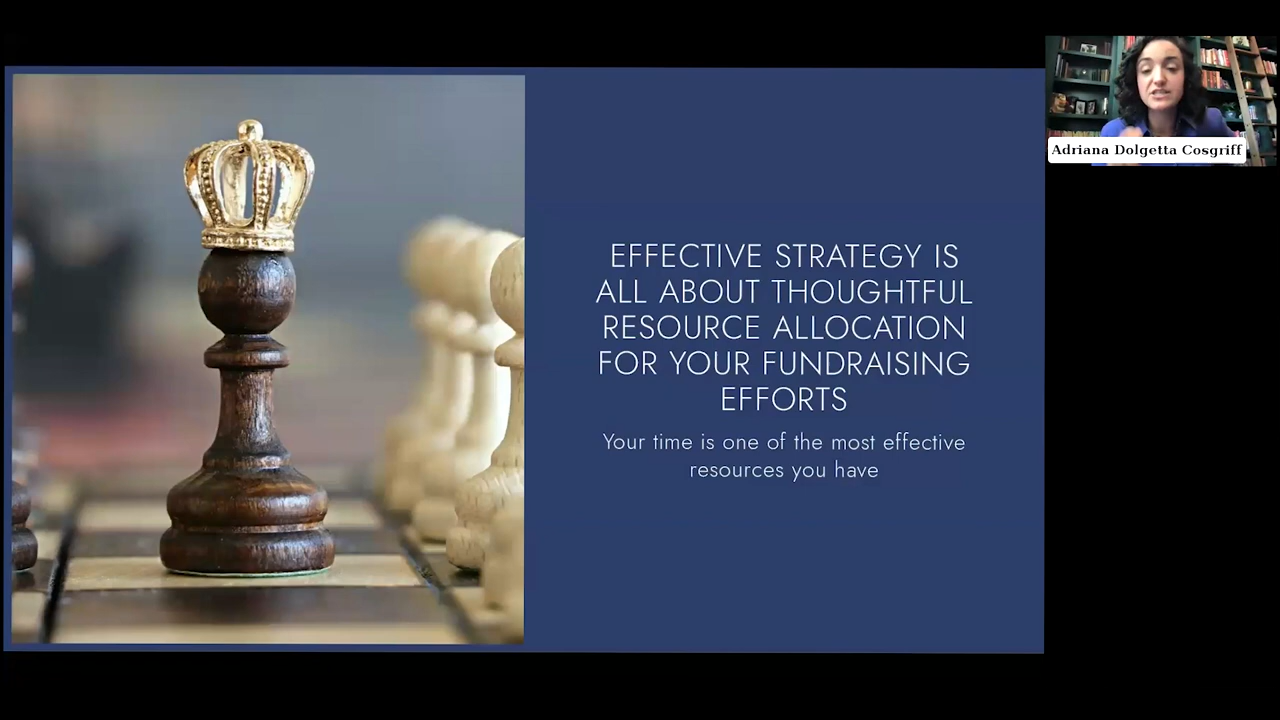 EFFECTIVE STRATEGY IS
ALL ABOUT THOUGHTFUL
RESOURCE ALLOCATION
FOR YOUR FUNDRAISING
EFFORTS
Your time is one of the most effective
resources you have
Adriana Dolgetta Cosgriff